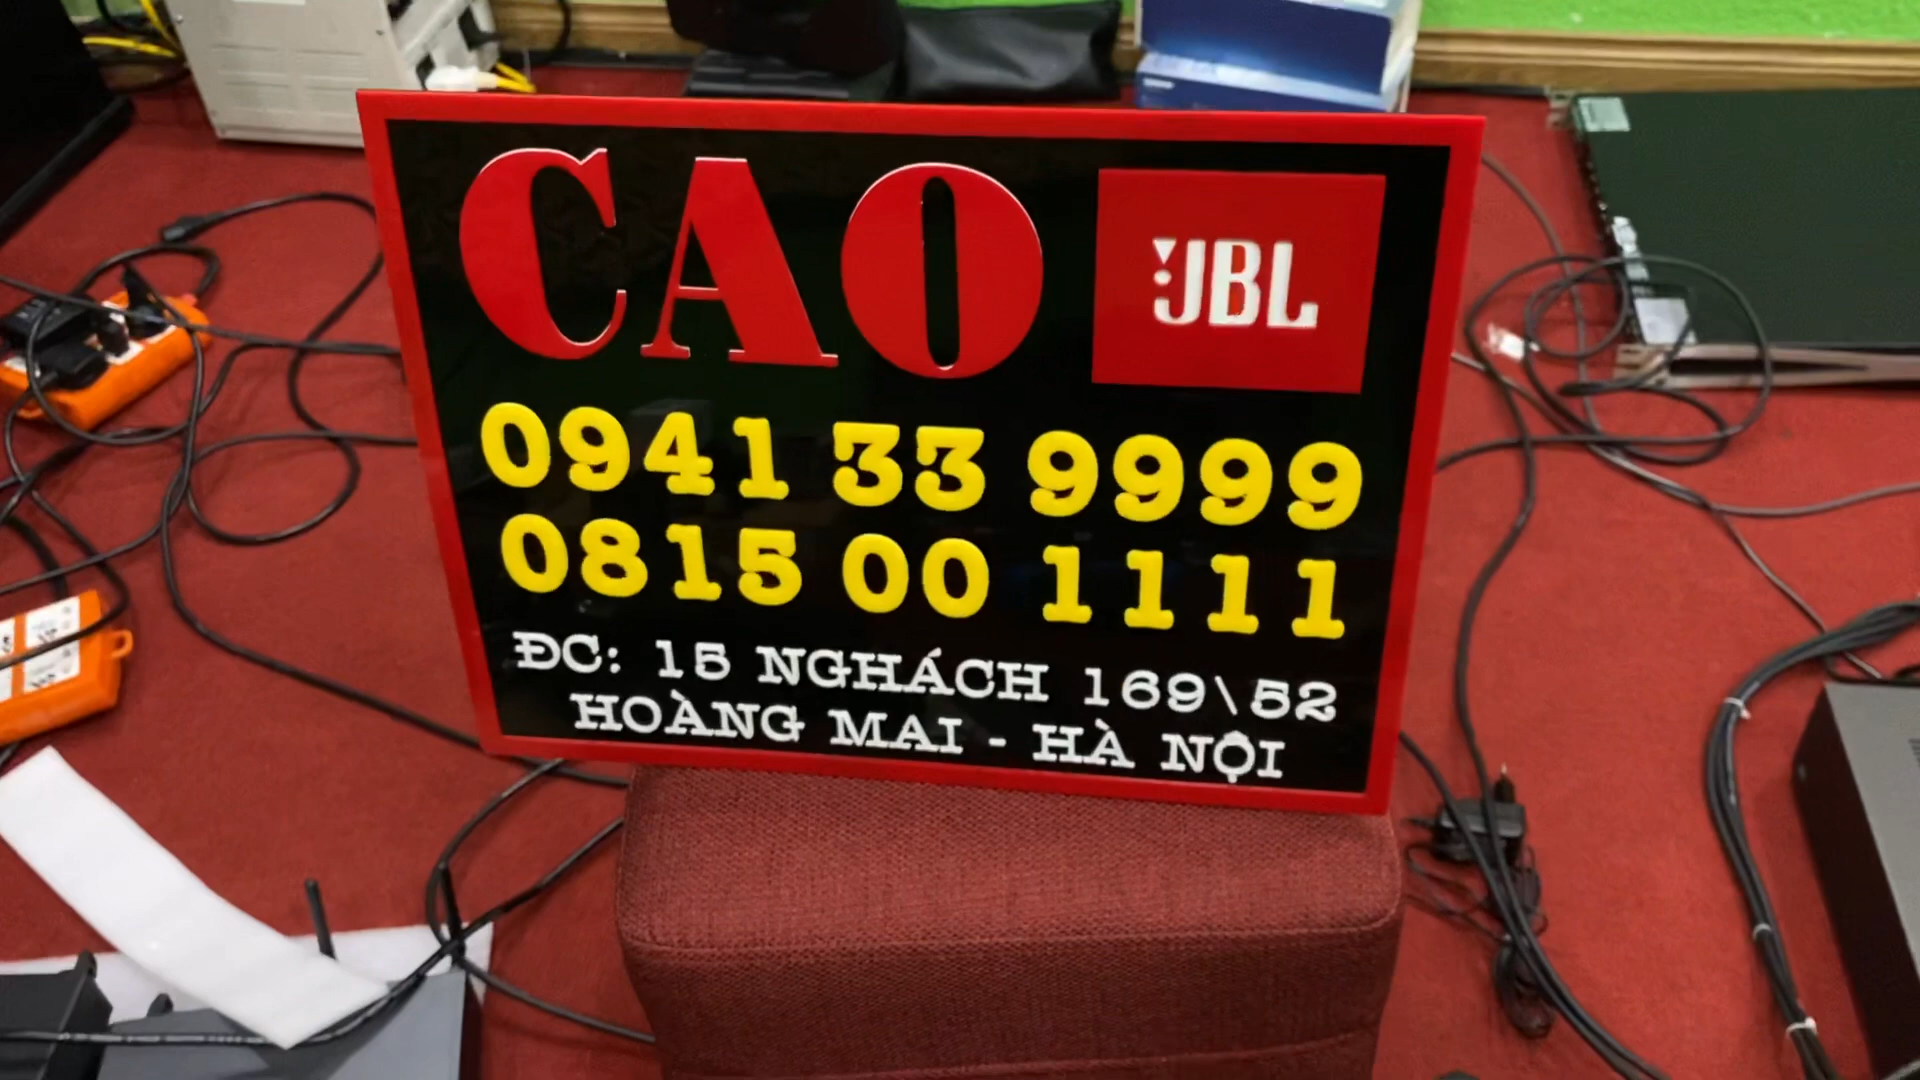 CAO JBL
0941 33 9999
0815 00 1111
ĐC: 15 NGHÁCH 169\52
HOÀNG MAI - HÀ NỘI